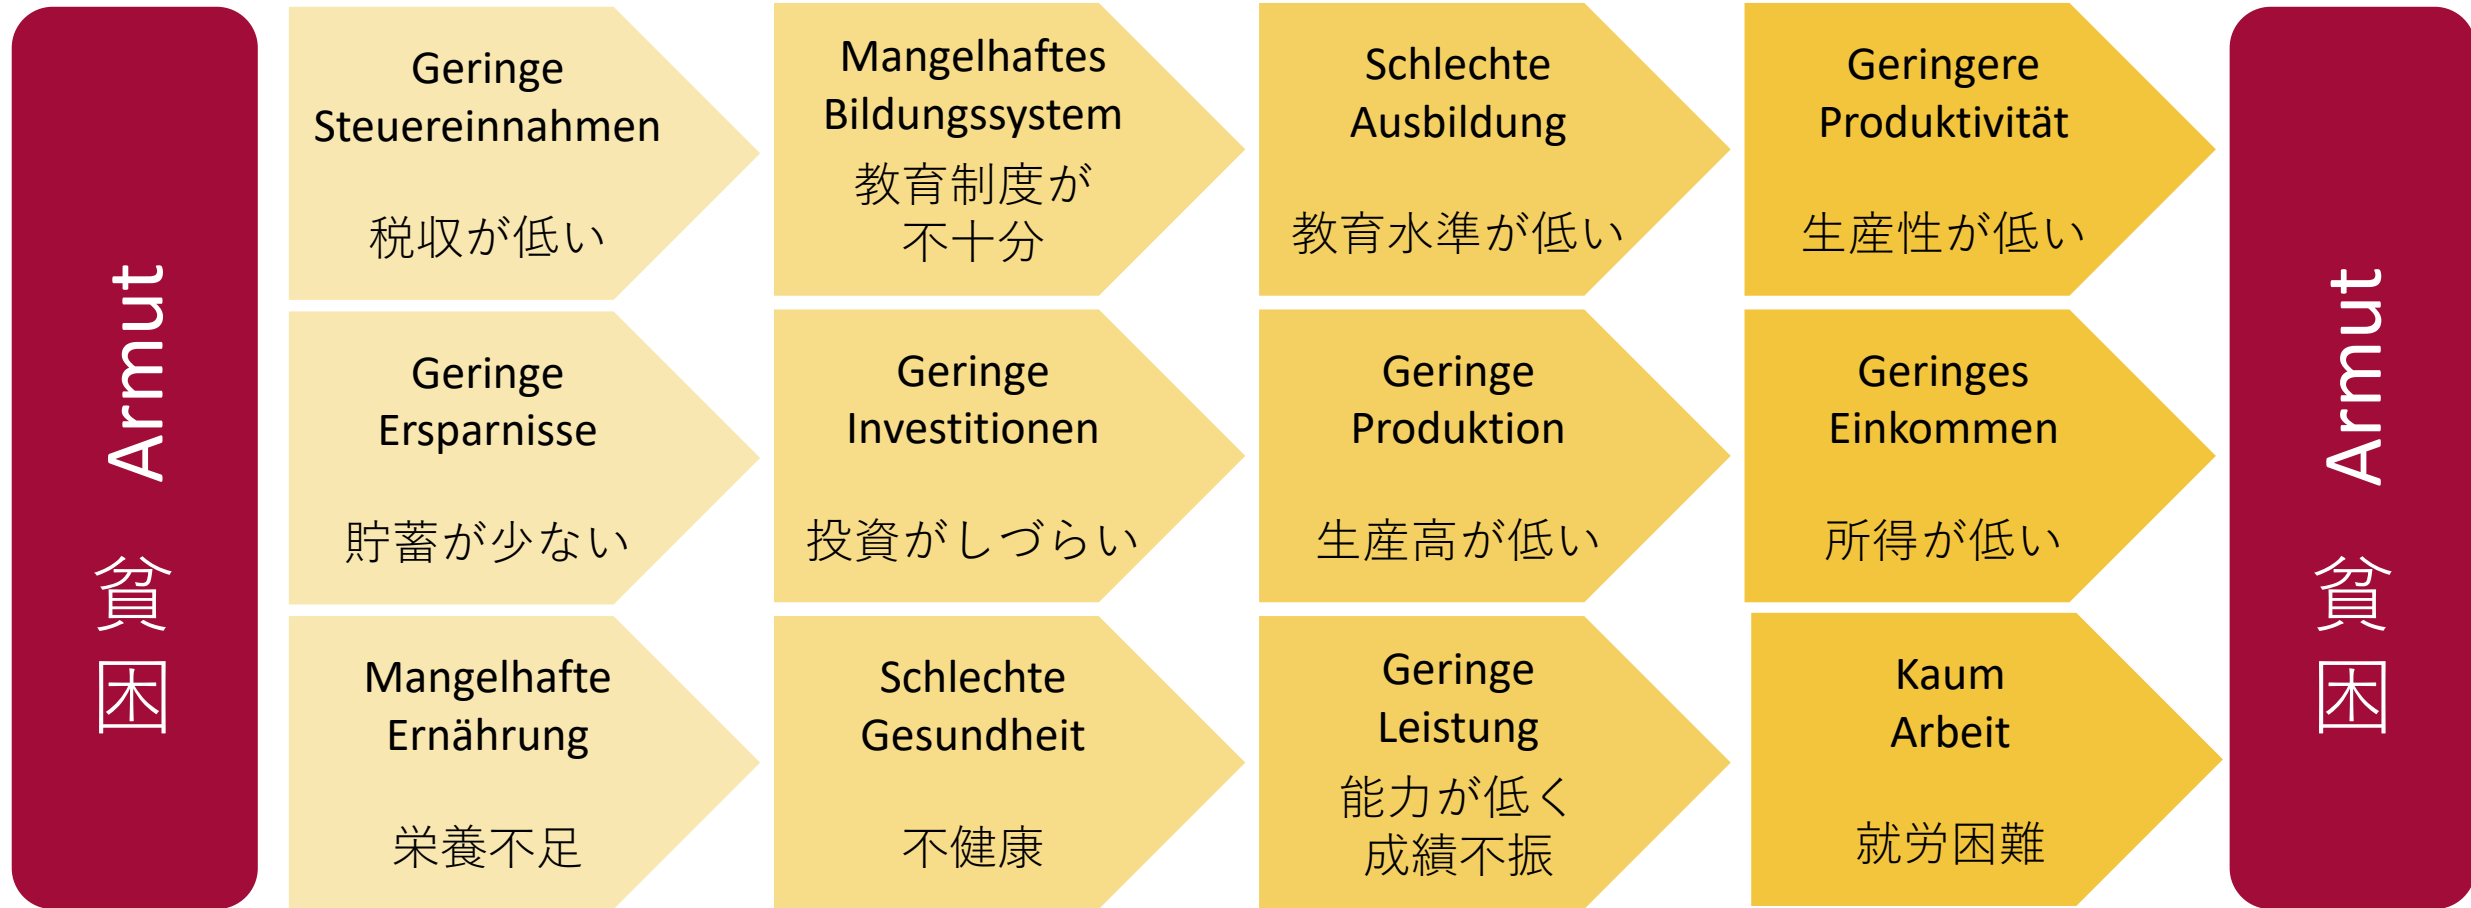 Armut 貧困
Geringe
Steuereinnahmen
税収が低い
Mangelhaftes
Bildungssystem
教育制度が
不十分
Schlechte
Ausbildung
教育水準が低い
Geringere
Produktivität
生産性が低い
Geringe
Ersparnisse
貯蓄が少ない
Geringe
Investitionen
投資がしづらい
Geringe
Produktion
生産高が低い
Geringes
Einkommen
所得が低い
Mangelhafte
Ernährung
栄養不足
Schlechte
Gesundheit
不健康
Geringe
Leistung
能力が低く
成績不振
Kaum
Arbeit
就労困難
Armut 貧困